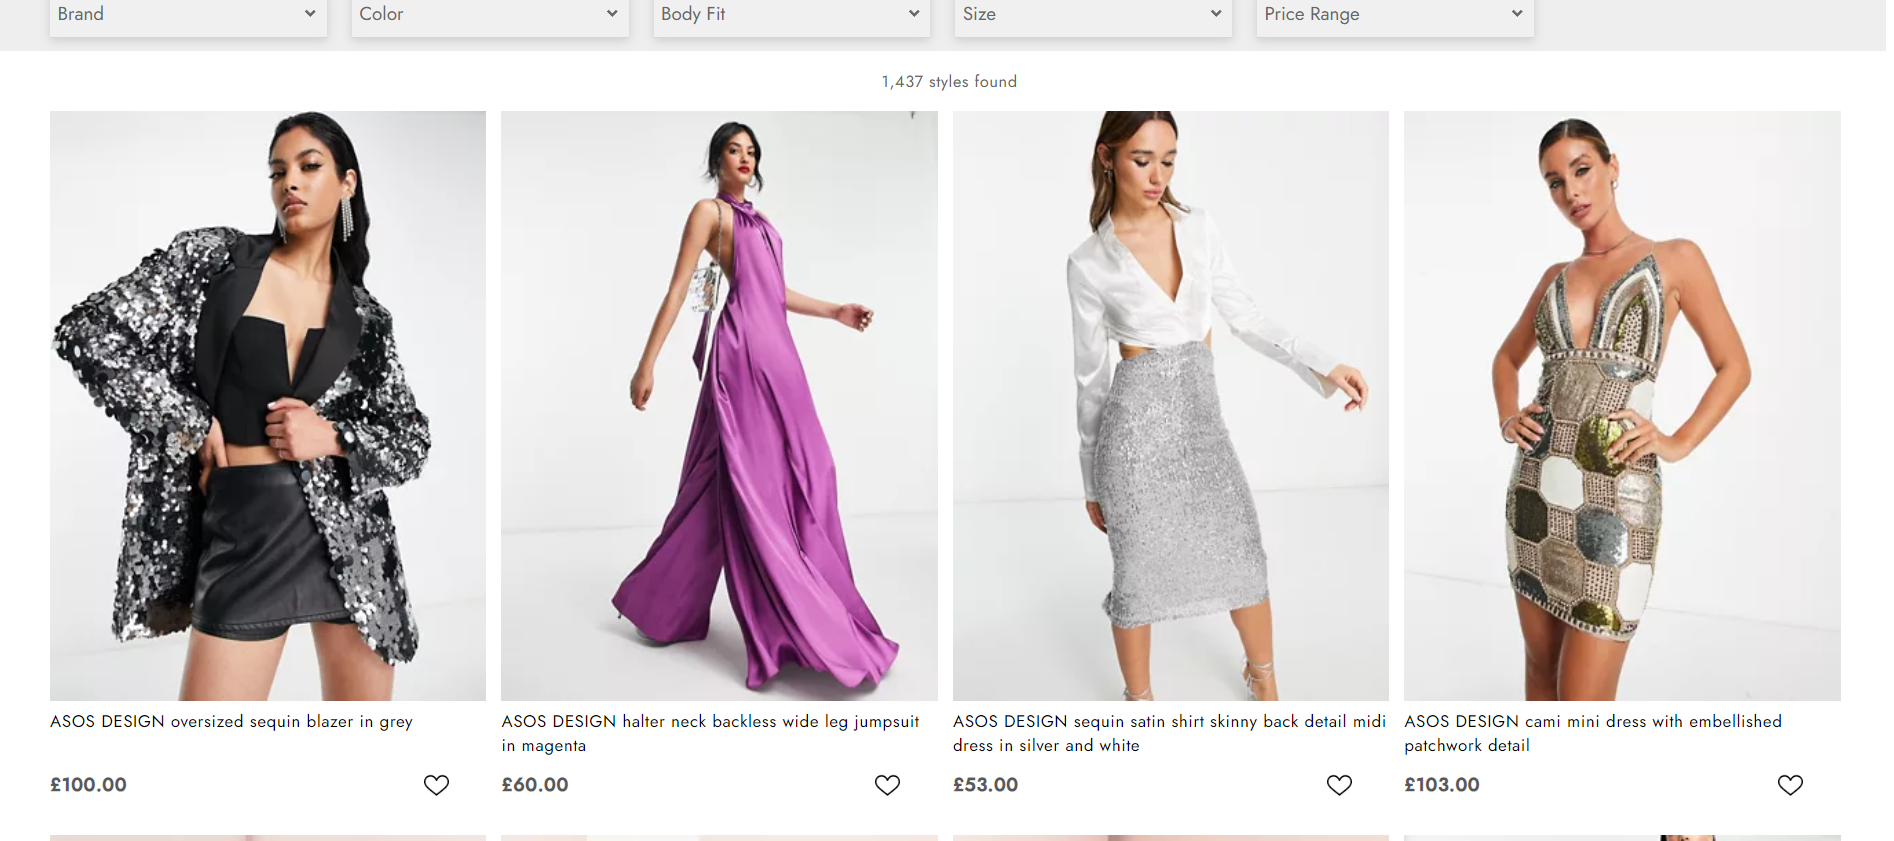 Brand
Color
Body Fit
Size
Price Range
1,437 styles found
ASOS DESIGN oversized sequin blazer in grey
£100.00
ASOS DESIGN halter neck backless wide leg jumpsuit
in magenta
£60.00
ASOS DESIGN sequin satin shirt skinny back detail midi
dress in silver and white
£53.00
ASOS DESIGN cami mini dress with embellished
patchwork detail
£103.00